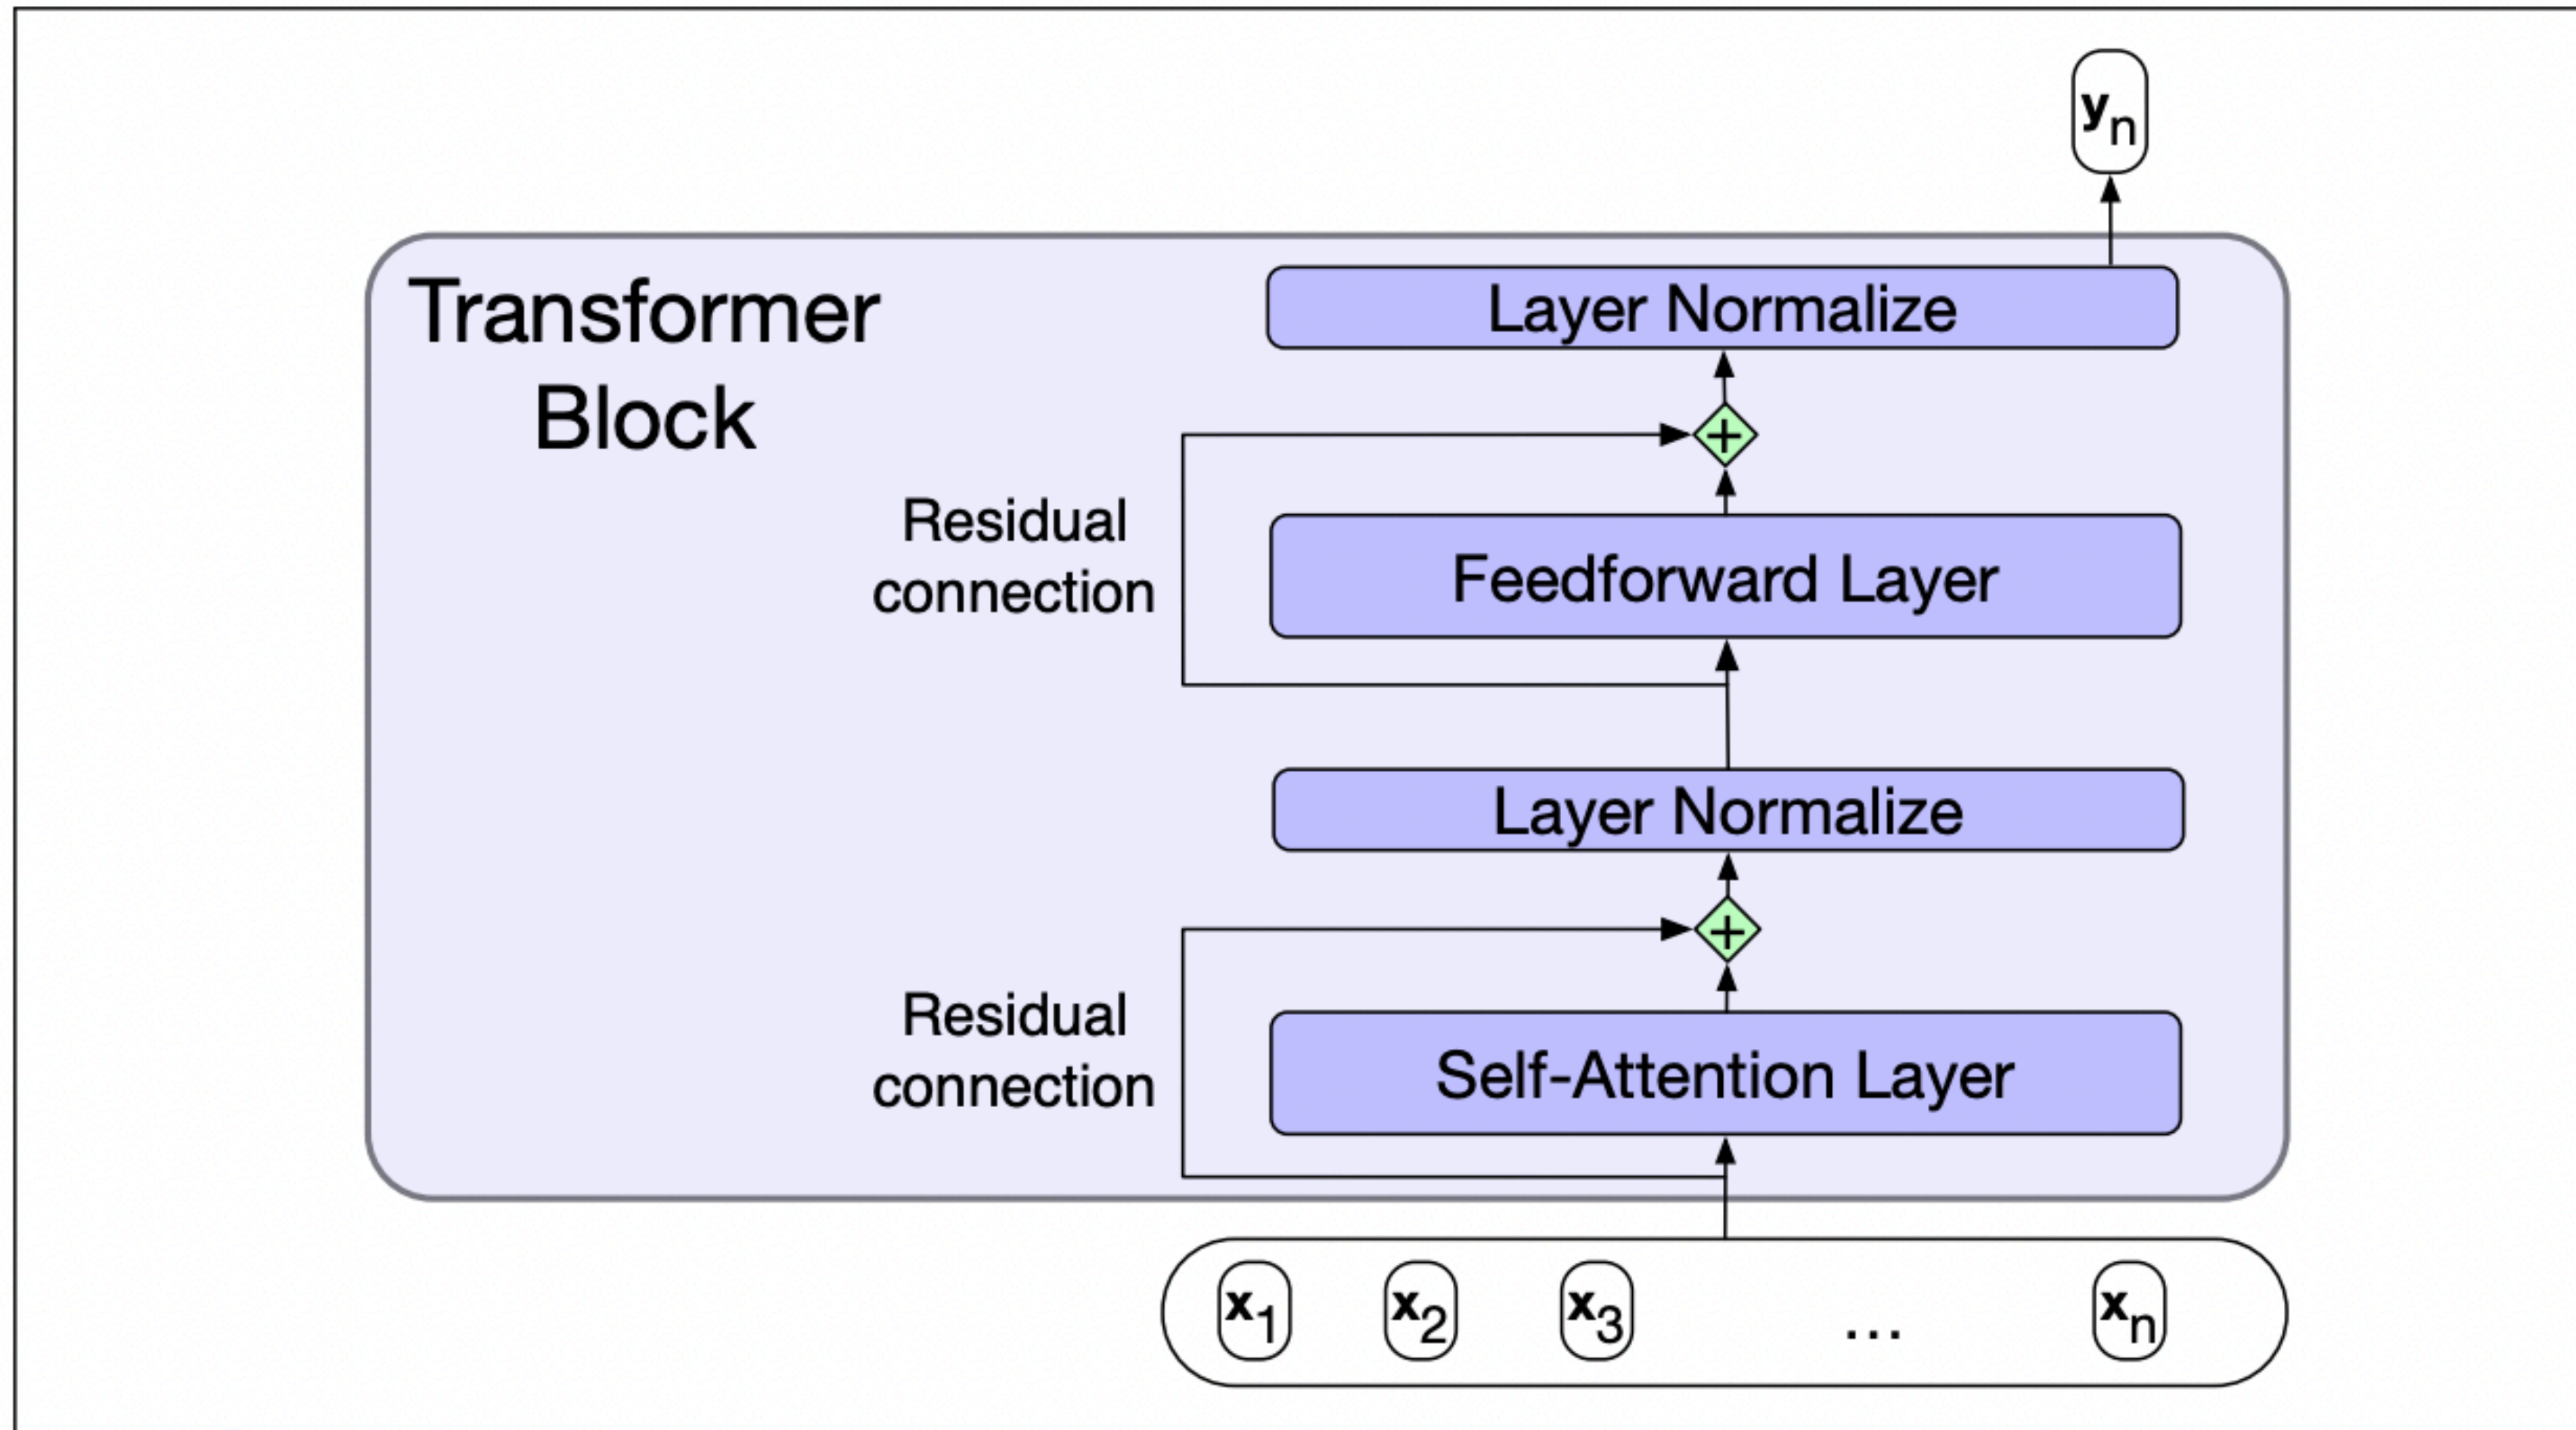 yn
Transformer
Block
Layer Normalize
+
Residual
connection
Feedforward Layer
Layer Normalize
+
Residual
connection
Self-Attention Layer
x1 x2 x3 ... xn